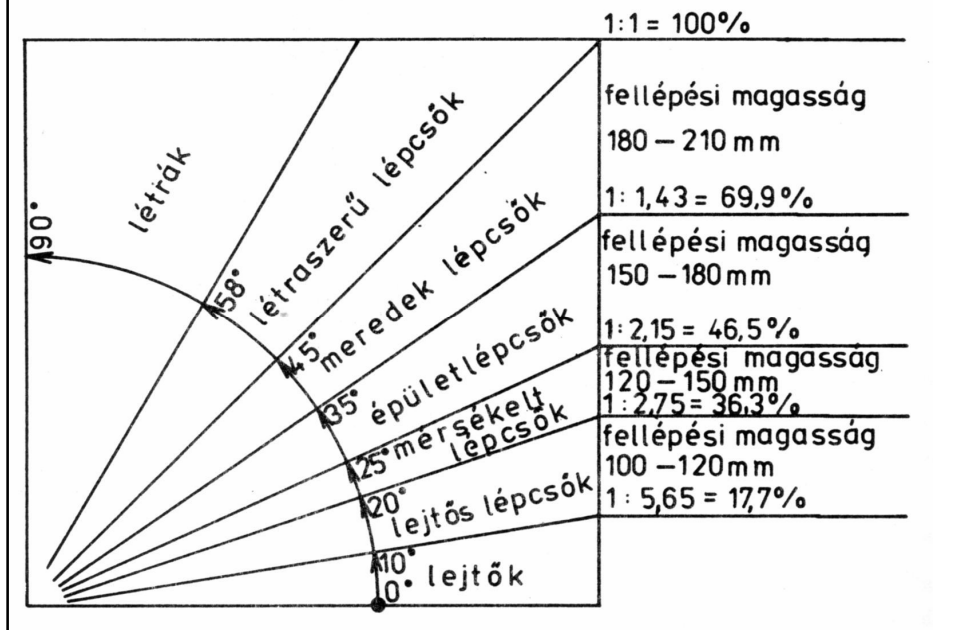 1:1 = 100%
fellépési magasság
180 – 210 mm
1: 1,43 = 69,9%
fellépési magasság
150 – 180 mm
1: 2,15 = 46,5%
fellépési magasság
120 – 150 mm
1:2,75 = 36,3%
fellépési magasság
100 – 120 mm
1 : 5,65 = 17,7%
90°
létrák
58°
létraszerű lépcsők
45°
meredek lépcsők
35°
épületlépcsők
25°
mérsékelt
lépcsők
20°
lejtős lépcsők
10°
0°
lejtők